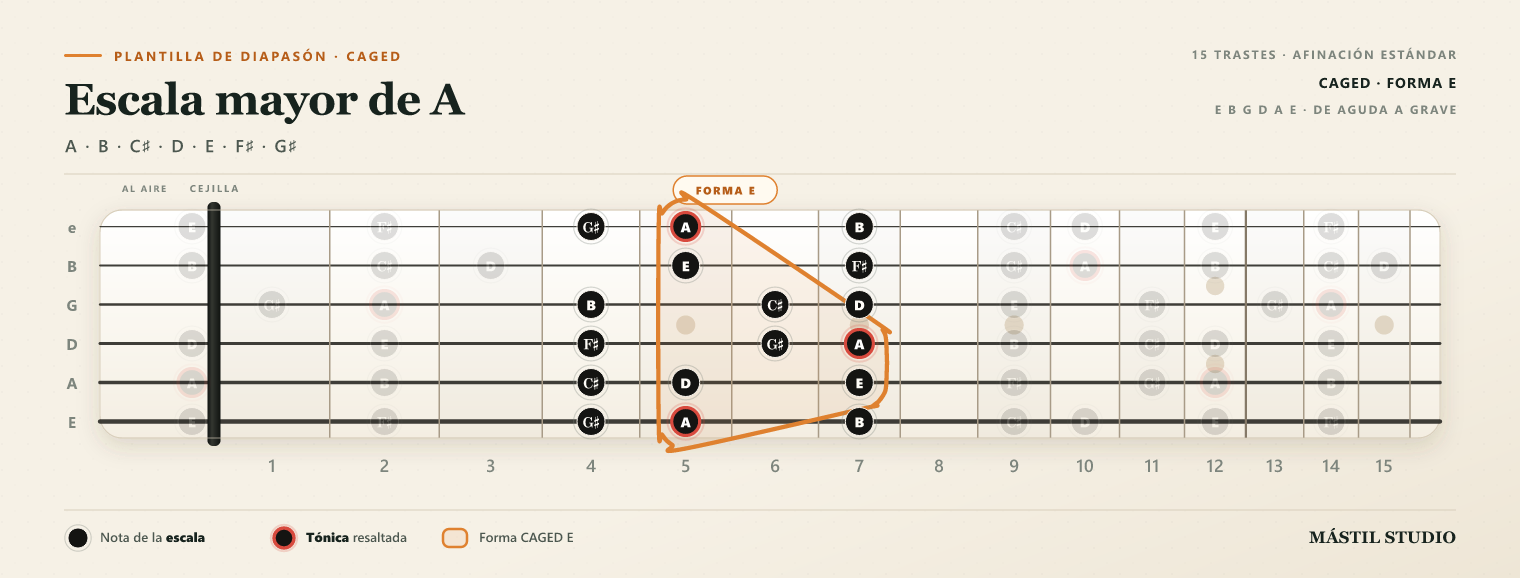 PLANTILLA DE DIAPASÓN · CAGED
15 TRASTES · AFINACIÓN ESTÁNDAR
Escala mayor de A
CAGED · FORMA E
E B G D A E · DE AGUDA A GRAVE
A · B · C♯ · D · E · F♯ · G♯
AL AIRE CEJILLA FORMA E
e E F♯ G♯ A B C♯ D E F♯
B B C♯ D E F♯ G♯ A B C♯ D
G G♯ A B C♯ D E F♯ G♯ A
D D E F♯ G♯ A B C♯ D E
A A B C♯ D E F♯ G♯ A B
E E F♯ G♯ A B C♯ D E F♯
1 2 3 4 5 6 7 8 9 10 11 12 13 14 15
Nota de la escala Tónica resaltada Forma CAGED E MÁSTIL STUDIO